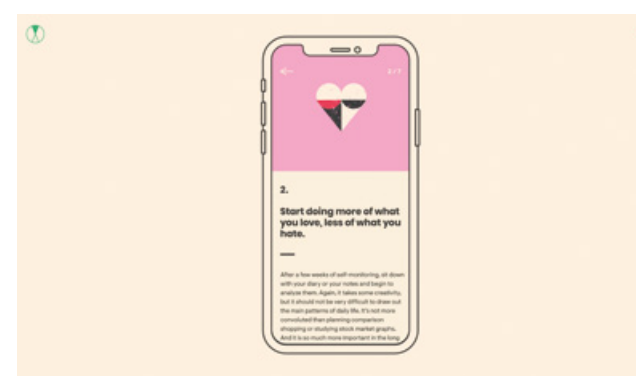 2 / 7
2.
Start doing more of what
you love, less of what you
hate.
After a few weeks of self-monitoring, sit down
with your diary or your notes and begin to
analyze them. Again, it takes some creativity,
but it should not be very difficult to draw out
the main patterns of daily life. It's not more
convoluted than planning comparison
shopping or studying stock market graphs.
And it is so much more important in the long